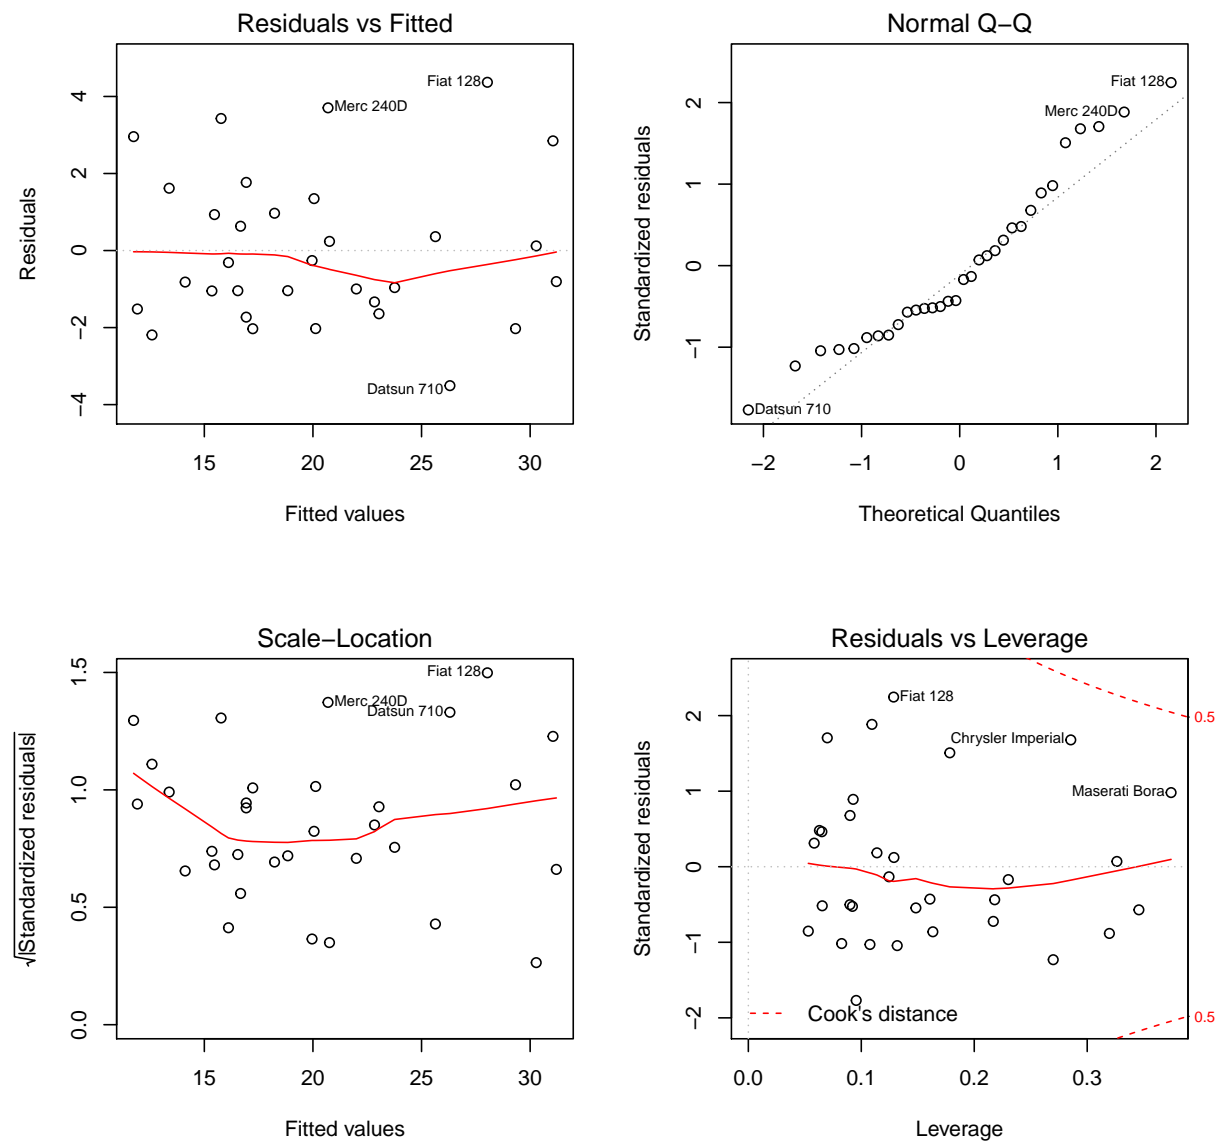 Residuals vs Fitted
Residuals
4
2
0
−2
−4
Fiat 128
Merc 240D
Datsun 710
15 20 25 30
Fitted values
Normal Q−Q
Standardized residuals
2
1
0
−1
Fiat 128
Merc 240D
Datsun 710
−2 −1 0 1 2
Theoretical Quantiles
Scale−Location
√|Standardized residuals|
1.5
1.0
0.5
0.0
Fiat 128
Merc 240D
Datsun 710
15 20 25 30
Fitted values
Residuals vs Leverage
Standardized residuals
2
1
0
−1
−2
Fiat 128
Chrysler Imperial
Maserati Bora
0.5
0.5
Cook's distance
0.0 0.1 0.2 0.3
Leverage